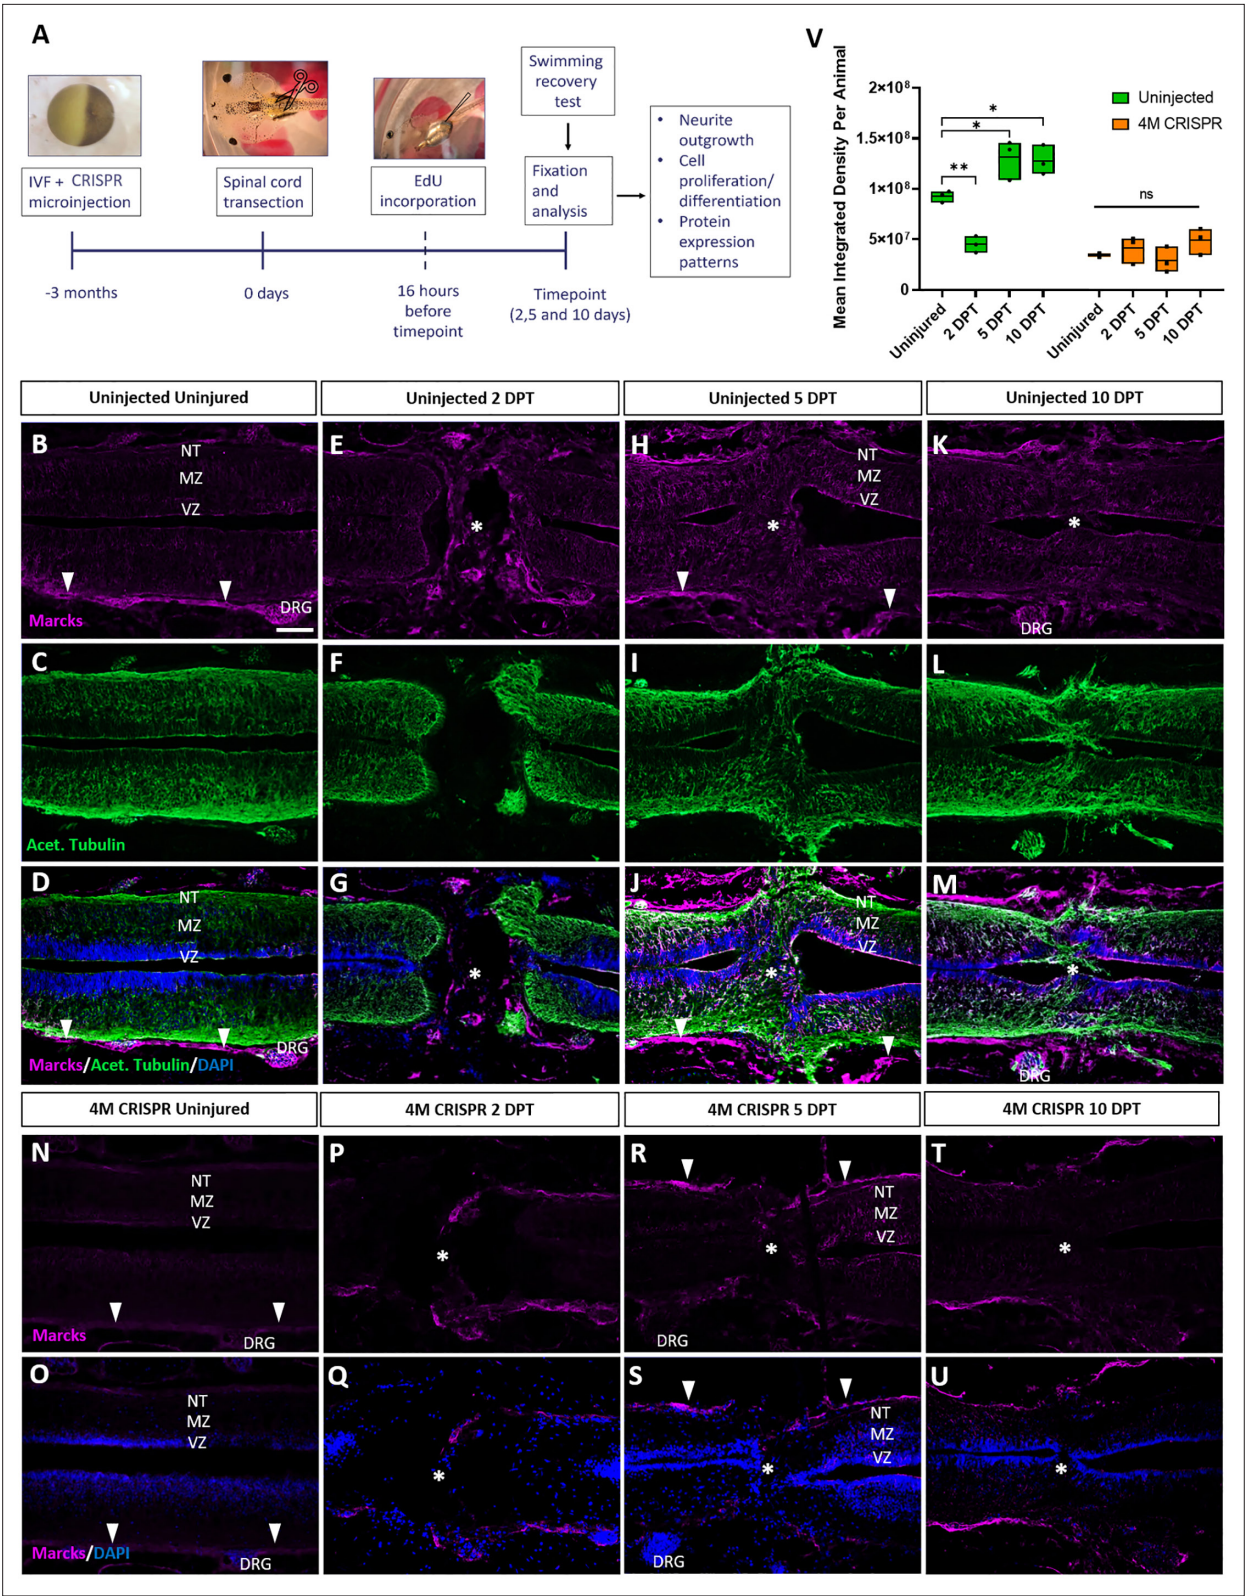 A
IVF + CRISPR
microinjection
Spinal cord
transection
EdU
incorporation
Swimming
recovery
test
Fixation
and
analysis
• Neurite
outgrowth
• Cell
proliferation/
differentiation
• Protein
expression
patterns
-3 months
0 days
16 hours
before
timepoint
Timepoint
(2,5 and 10 days)
V
Mean Integrated Density Per Animal
2×10⁸
1.5×10⁸
1×10⁸
5×10⁷
0
*
*
**
ns
Uninjected
4M CRISPR
Uninjured
2 DPT
5 DPT
10 DPT
Uninjured
2 DPT
5 DPT
10 DPT
Uninjected Uninjured
Uninjected 2 DPT
Uninjected 5 DPT
Uninjected 10 DPT
B
NT
MZ
VZ
DRG
Marcks
E
*
H
NT
MZ
VZ
*
K
*
DRG
C
Acet. Tubulin
F
I
L
D
NT
MZ
VZ
DRG
Marcks/Acet. Tubulin/DAPI
G
*
J
NT
MZ
VZ
*
M
*
DRG
4M CRISPR Uninjured
4M CRISPR 2 DPT
4M CRISPR 5 DPT
4M CRISPR 10 DPT
N
NT
MZ
VZ
Marcks
DRG
P
*
R
NT
MZ
VZ
*
DRG
T
*
O
NT
MZ
VZ
Marcks/DAPI
DRG
Q
*
S
NT
MZ
VZ
*
DRG
U
*